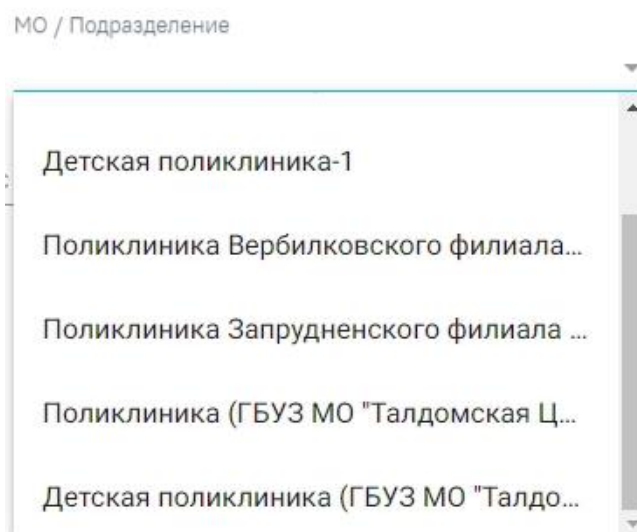 МО / Подразделение
Детская поликлиника-1
Поликлиника Вербилковского филиала...
Поликлиника Запрудненского филиала ...
Поликлиника (ГБУЗ МО "Талдомская Ц...
Детская поликлиника (ГБУЗ МО "Талдо...